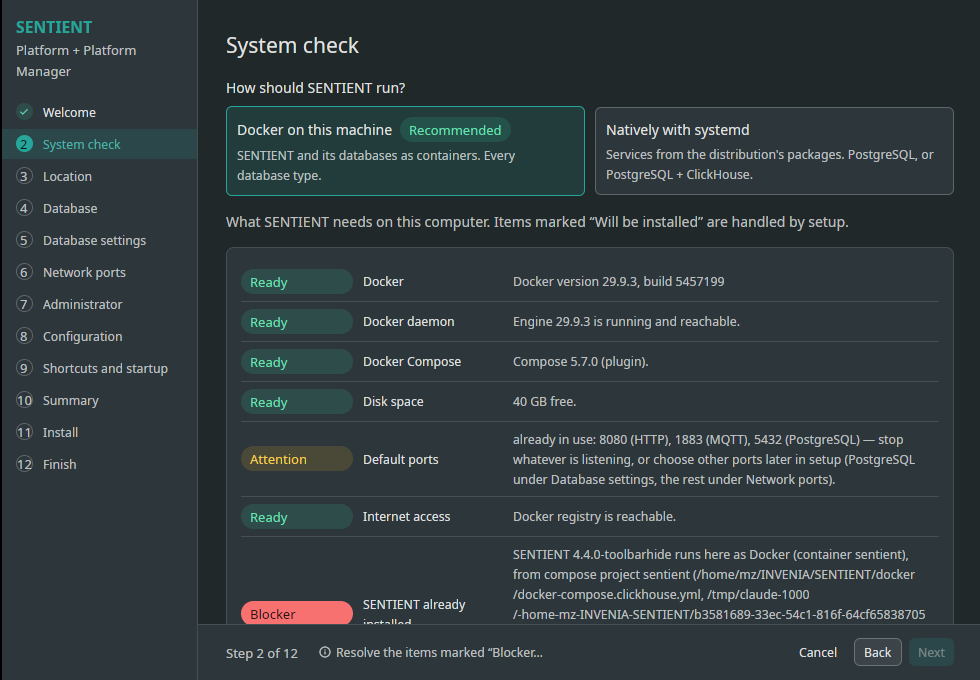 SENTIENT
Platform + Platform
Manager
Welcome
2 System check
3 Location
4 Database
5 Database settings
6 Network ports
7 Administrator
8 Configuration
9 Shortcuts and startup
10 Summary
11 Install
12 Finish
System check
How should SENTIENT run?
Docker on this machine Recommended
SENTIENT and its databases as containers. Every
database type.
Natively with systemd
Services from the distribution's packages. PostgreSQL, or
PostgreSQL + ClickHouse.
What SENTIENT needs on this computer. Items marked “Will be installed” are handled by setup.
Ready Docker Docker version 29.9.3, build 5457199
Ready Docker daemon Engine 29.9.3 is running and reachable.
Ready Docker Compose Compose 5.7.0 (plugin).
Ready Disk space 40 GB free.
Attention Default ports
already in use: 8080 (HTTP), 1883 (MQTT), 5432 (PostgreSQL) — stop
whatever is listening, or choose other ports later in setup (PostgreSQL
under Database settings, the rest under Network ports).
Ready Internet access Docker registry is reachable.
Blocker
SENTIENT already
installed
SENTIENT 4.4.0-toolbarhide runs here as Docker (container sentient),
from compose project sentient (/home/mz/INVENIA/SENTIENT/docker
/docker-compose.clickhouse.yml, /tmp/claude-1000
/-home-mz-INVENIA-SENTIENT/b3581689-33ec-54c1-816f-64cf65838705
Step 2 of 12
Resolve the items marked “Blocker...
Cancel
Back
Next